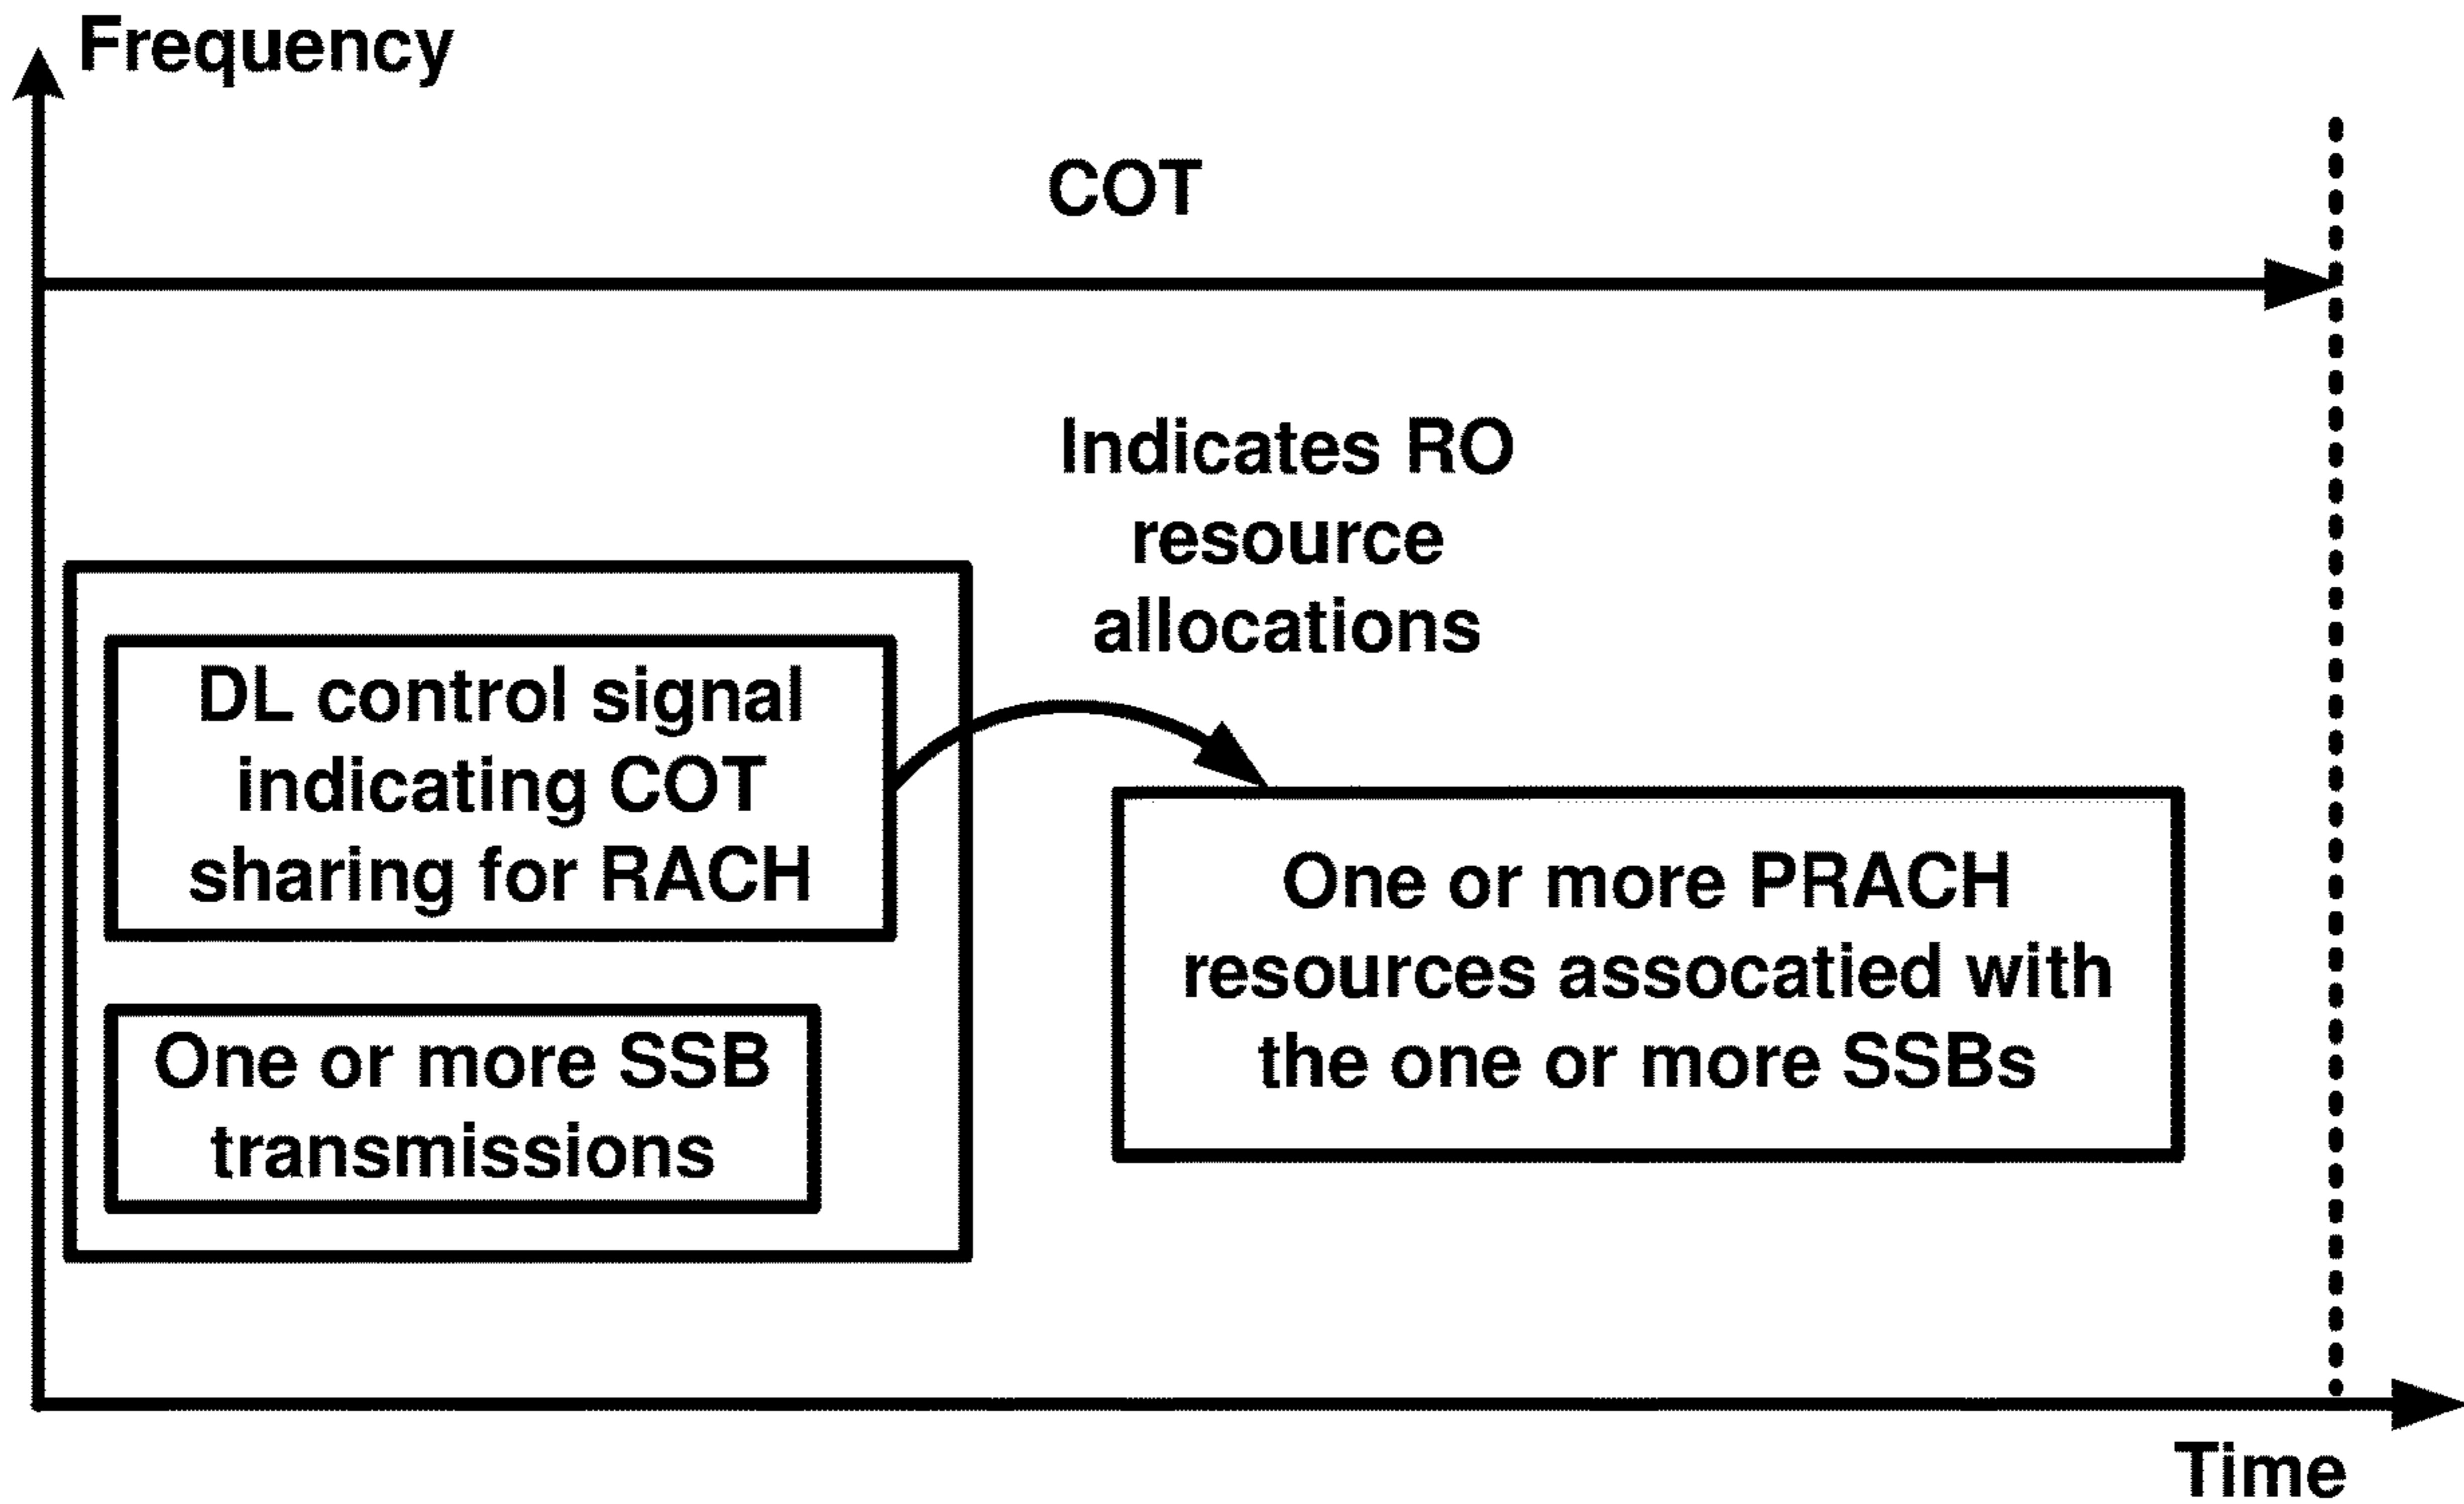 Frequency
COT
Indicates RO
resource
allocations
DL control signal
indicating COT
sharing for RACH
One or more SSB
transmissions
One or more PRACH
resources assocatied with
the one or more SSBs
Time